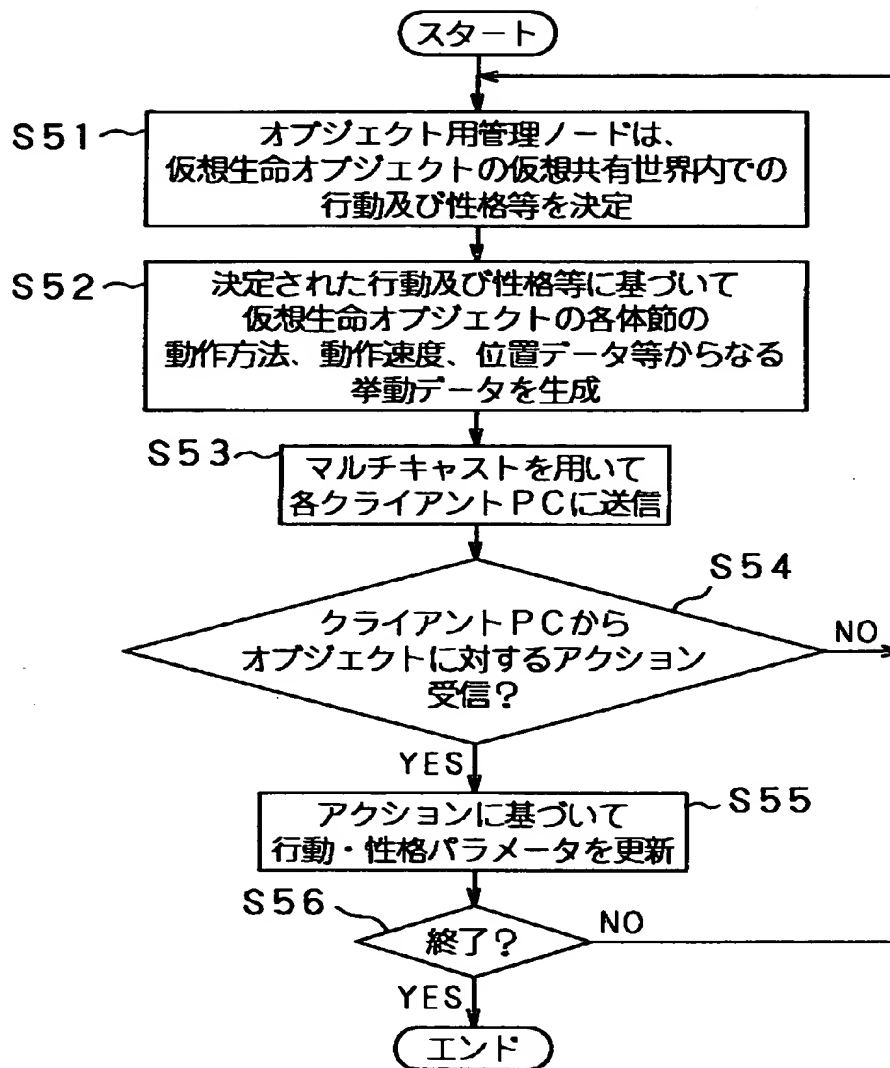 スタート
S51
オブジェクト用管理ノードは、
仮想生命オブジェクトの仮想共有世界内での
行動及び性格等を決定
S52
決定された行動及び性格等に基づいて
仮想生命オブジェクトの各体節の
動作方法、動作速度、位置データ等からなる
挙動データを生成
S53
マルチキャストを用いて
各クライアントPCに送信
S54
クライアントPCから
オブジェクトに対するアクション
受信？
NO
YES
S55
アクションに基づいて
行動・性格パラメータを更新
S56
終了？
NO
YES
エンド